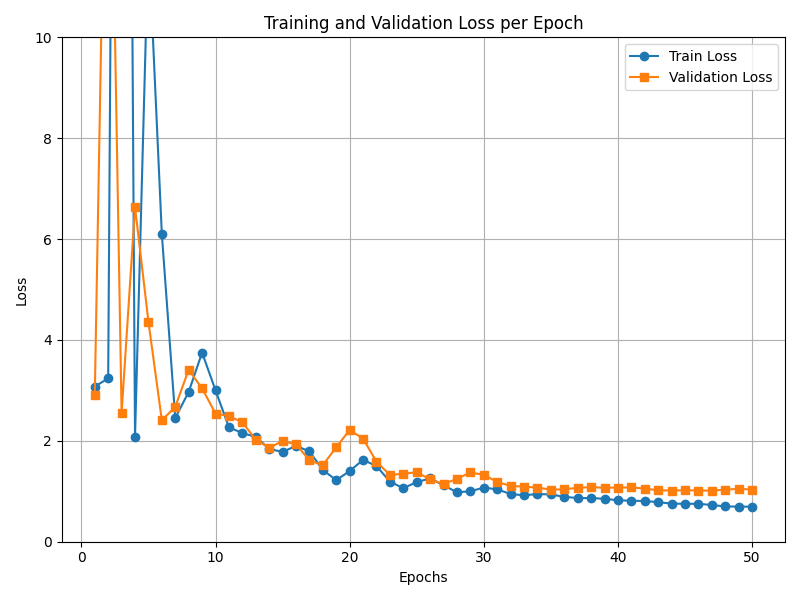 Training and Validation Loss per Epoch
Train Loss
Validation Loss
Loss
10
8
6
4
2
0
0 10 20 30 40 50
Epochs